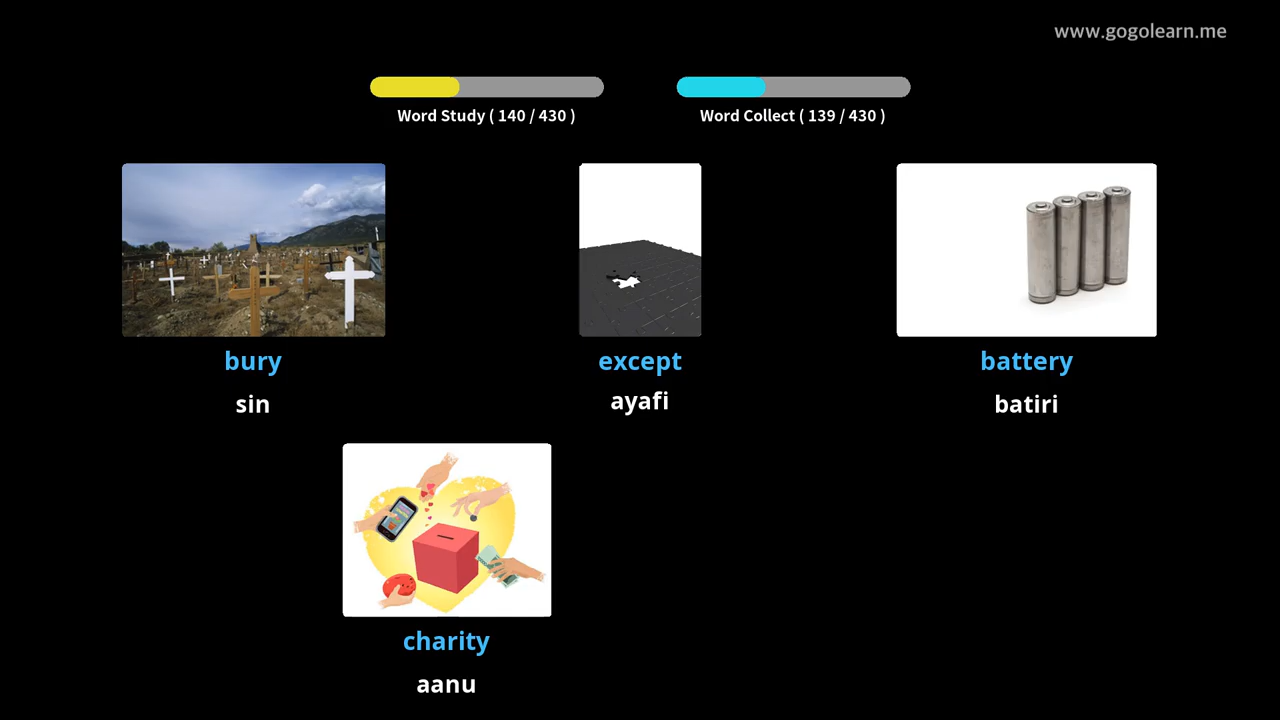 www.gogolearn.me
Word Study ( 140 / 430 )
Word Collect ( 139 / 430 )
bury
except
battery
sin
ayafi
batiri
charity
aanu